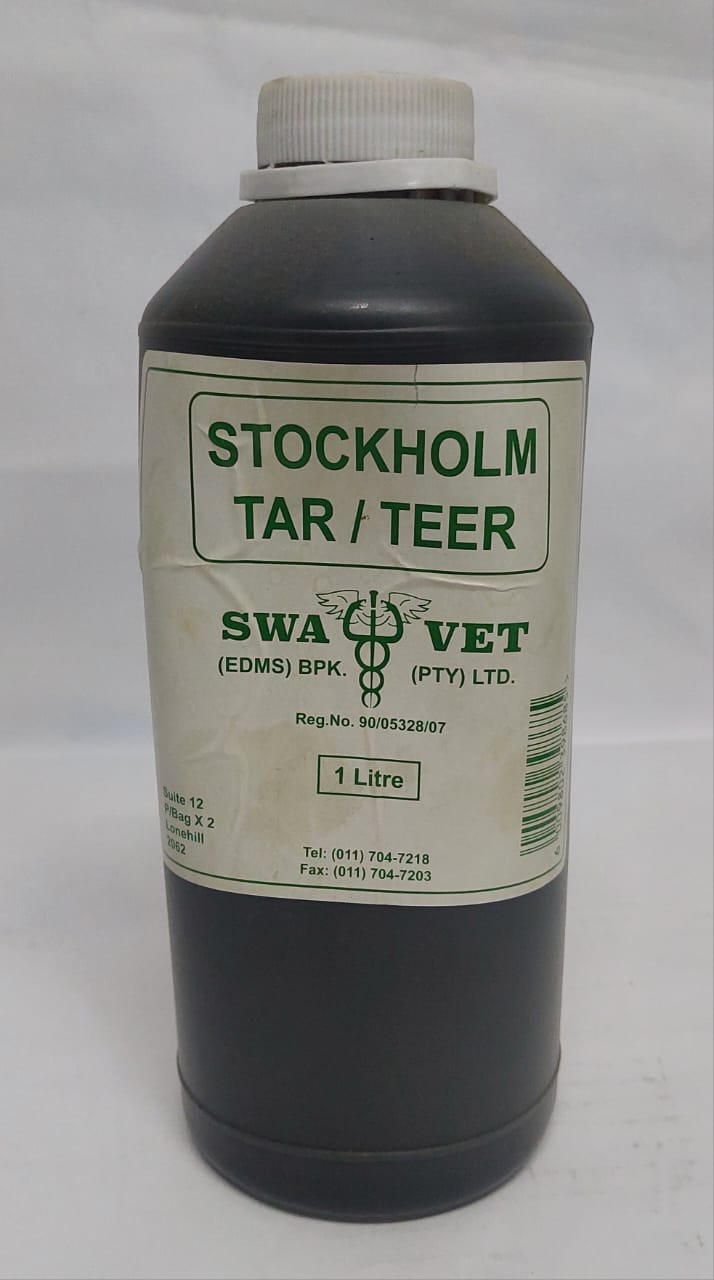 STOCKHOLM
TAR / TEER
SWA VET
(EDMS) BPK. (PTY) LTD.
Reg.No. 90/05328/07
1 Litre
Suite 12
P/Bag X 2
Lonehill
2062
Tel: (011) 704-7218
Fax: (011) 704-7203